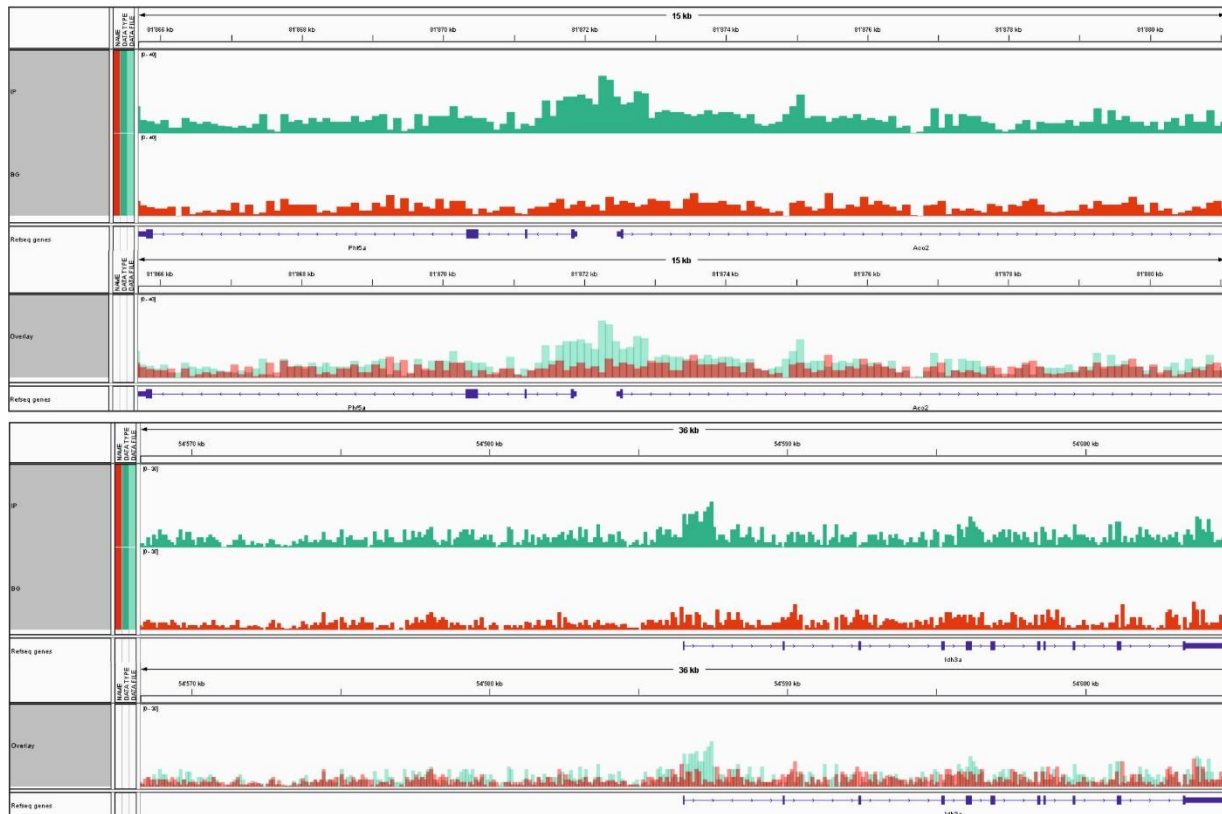 15 kb
81'866 kb 81'868 kb 81'870 kb 81'872 kb 81'874 kb 81'876 kb 81'878 kb 81'880 kb
NAME
DATA TYPE
DATA FILE
[0 - 40]
IP
[0 - 40]
BG
Refseq genes
Phf5a Aco2
15 kb
81'866 kb 81'868 kb 81'870 kb 81'872 kb 81'874 kb 81'876 kb 81'878 kb 81'880 kb
NAME
DATA TYPE
DATA FILE
[0 - 40]
Overlay
Refseq genes
Phf5a Aco2
36 kb
54'570 kb 54'580 kb 54'590 kb
NAME
DATA TYPE
DATA FILE
[0 - 30]
IP
[0 - 30]
BG
Refseq genes
Idh3a
36 kb
54'570 kb 54'580 kb 54'590 kb
NAME
DATA TYPE
DATA FILE
[0 - 30]
Overlay
Refseq genes
Idh3a